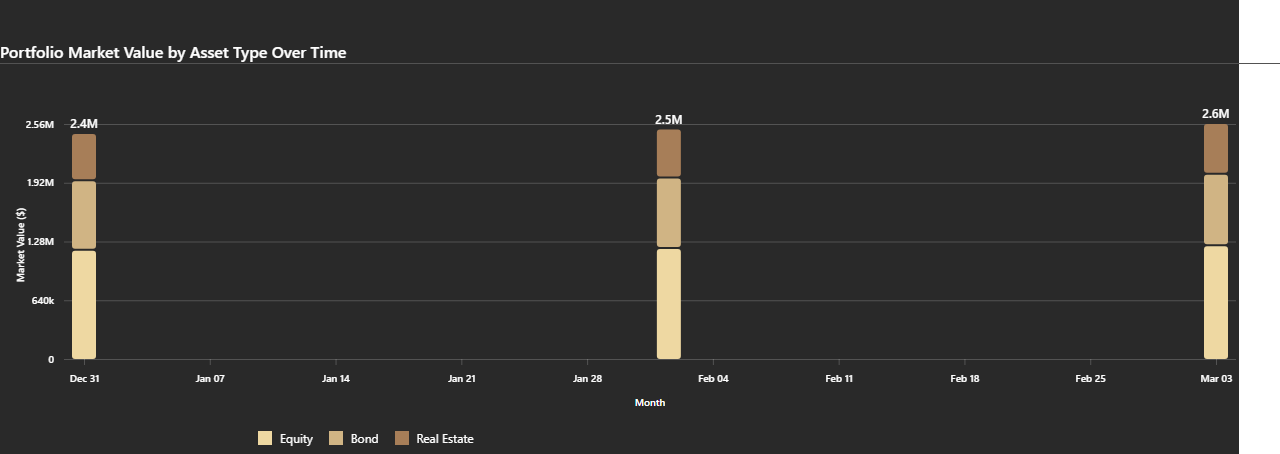 Portfolio Market Value by Asset Type Over Time
2.4M
2.5M
2.6M
2.56M
1.92M
1.28M
640k
0
Market Value ($)
Dec 31 Jan 07 Jan 14 Jan 21 Jan 28 Feb 04 Feb 11 Feb 18 Feb 25 Mar 03
Month
Equity Bond Real Estate